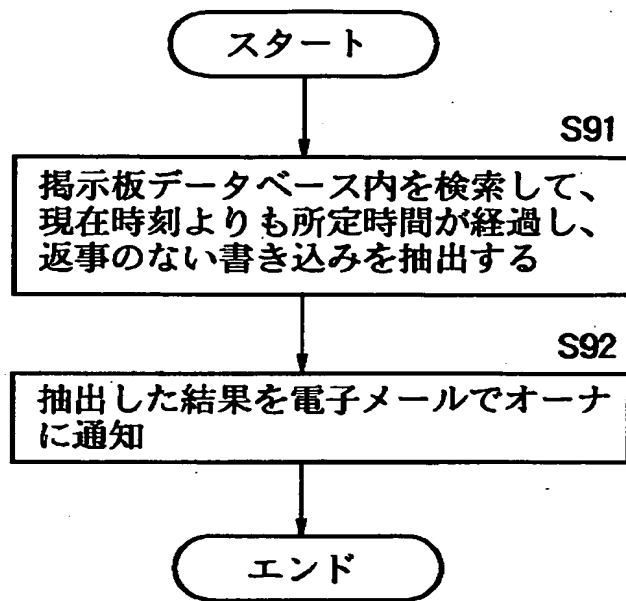 スタート
S91
掲示板データベース内を検索して、
現在時刻よりも所定時間が経過し、
返事のない書き込みを抽出する
S92
抽出した結果を電子メールでオーナ
に通知
エンド